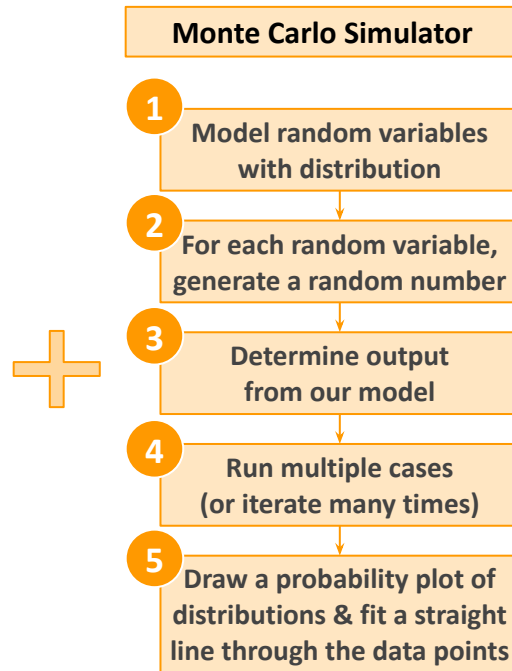 Monte Carlo Simulator
1
Model random variables
with distribution
2
For each random variable,
generate a random number
3
Determine output
from our model
4
Run multiple cases
(or iterate many times)
5
Draw a probability plot of
distributions & fit a straight
line through the data points